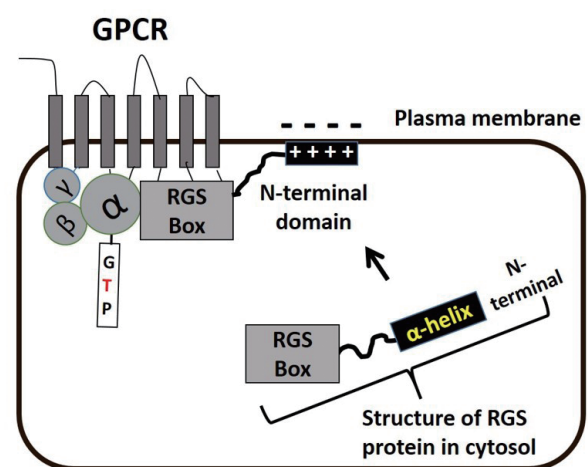 GPCR
Plasma membrane
- - - -
+ + + +
γ
β
α
RGS
Box
N-terminal
domain
G
T
P
N-
terminal
α-helix
RGS
Box
Structure of RGS
protein in cytosol